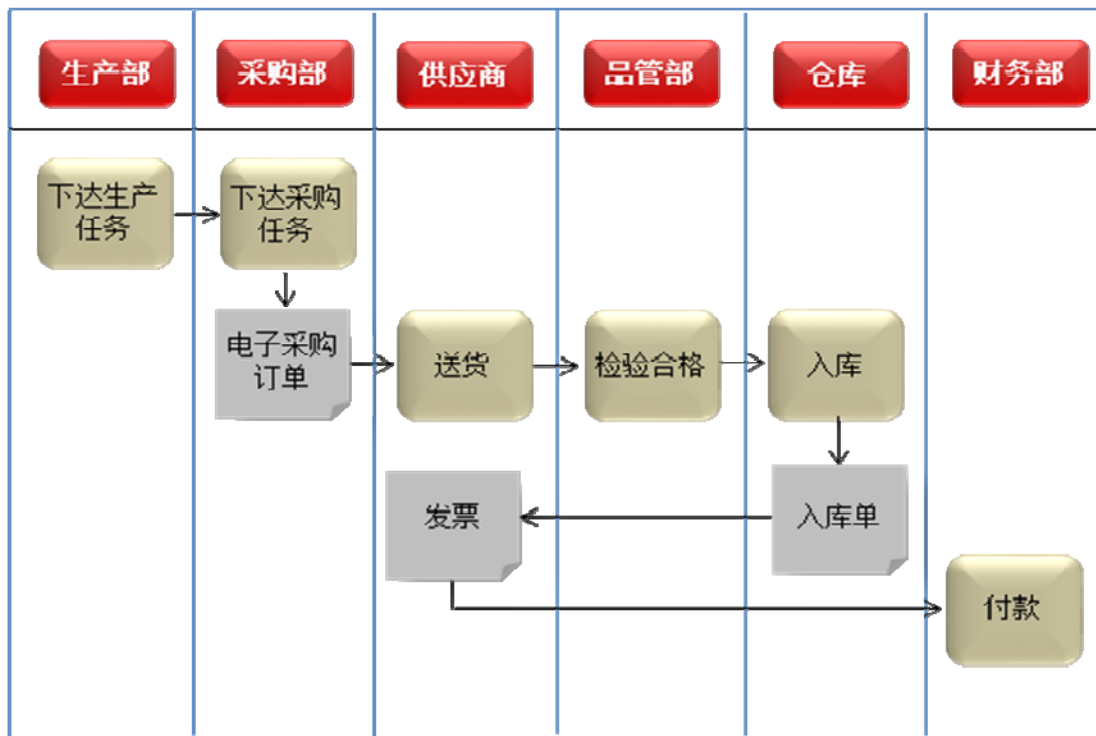 生产部
采购部
供应商
品管部
仓库
财务部
下达生产
任务
下达采购
任务
电子采购
订单
送货
检验合格
入库
发票
入库单
付款